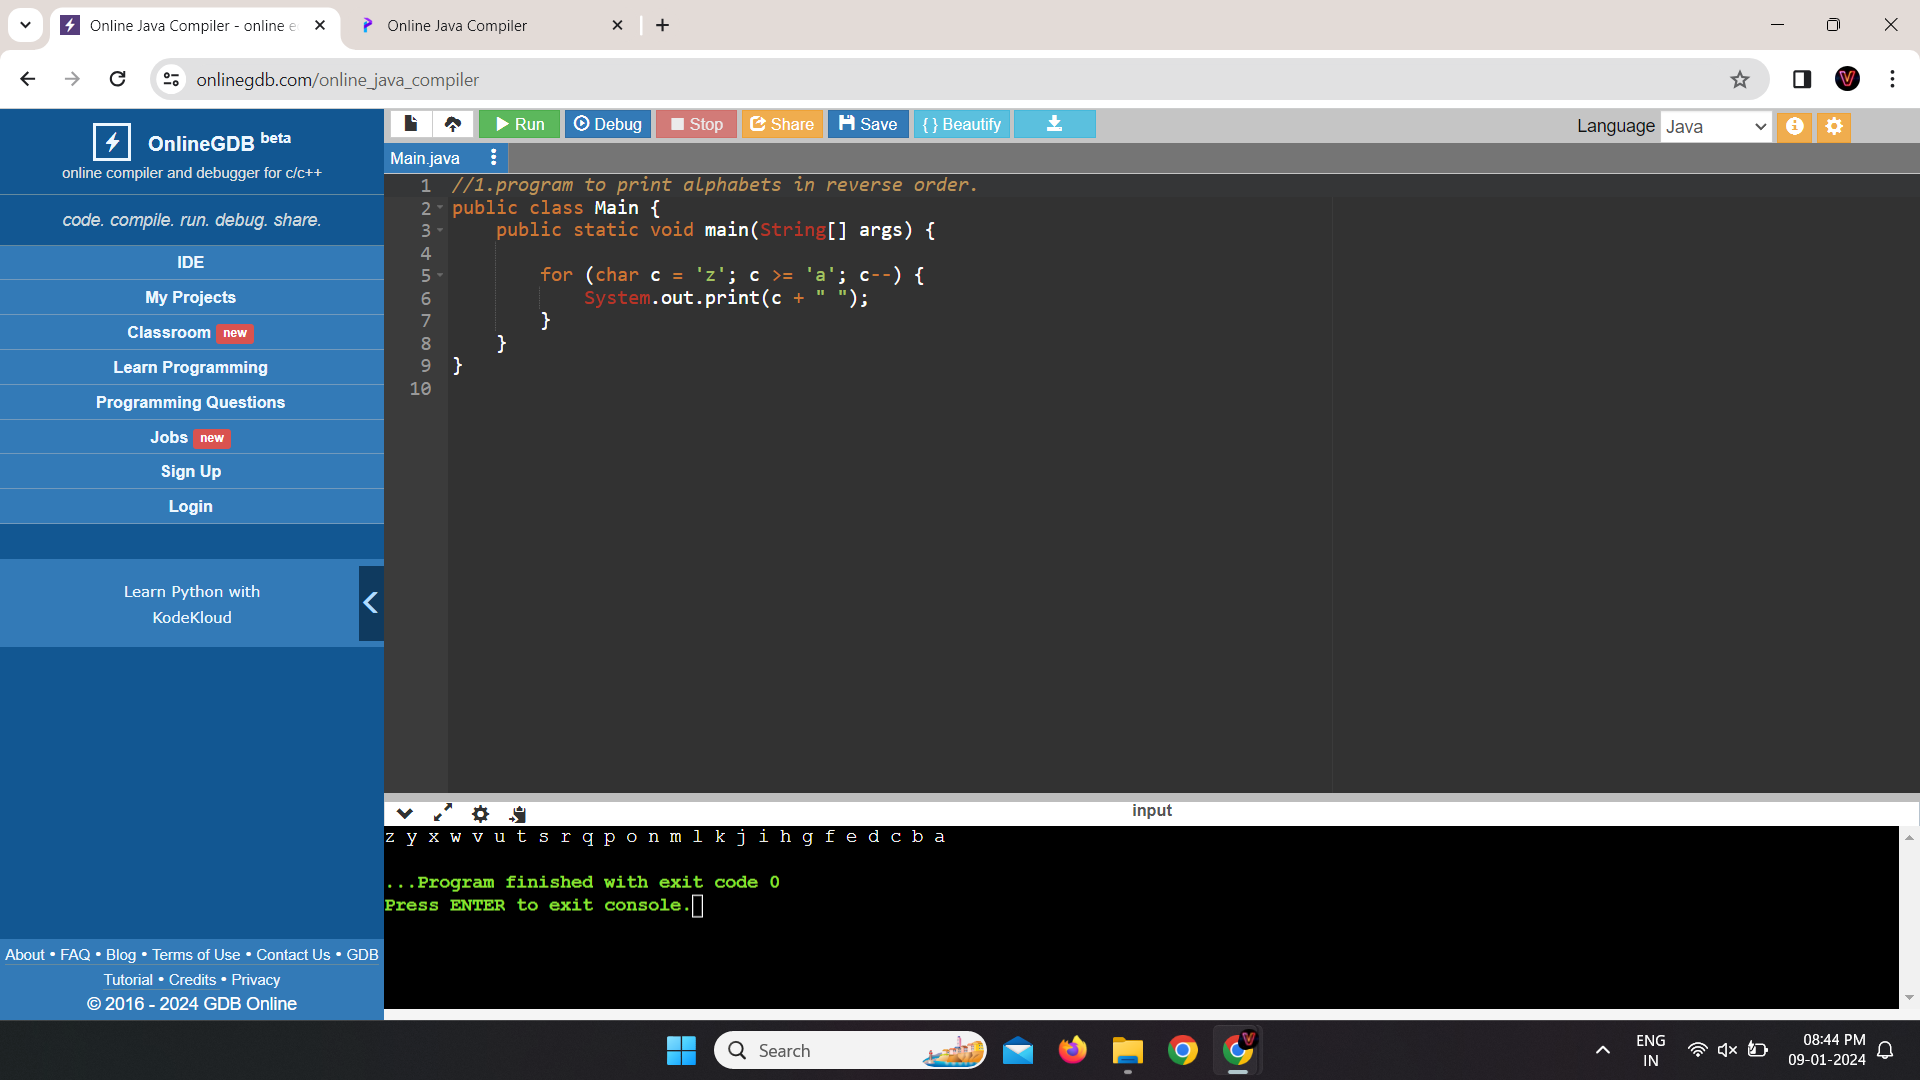 Online Java Compiler - online e
Online Java Compiler
onlinegdb.com/online_java_compiler
OnlineGDB beta
online compiler and debugger for c/c++
code. compile. run. debug. share.
IDE
My Projects
Classroom new
Learn Programming
Programming Questions
Jobs new
Sign Up
Login
Learn Python with
KodeKloud
About • FAQ • Blog • Terms of Use • Contact Us • GDB
Tutorial • Credits • Privacy
© 2016 - 2024 GDB Online
Run Debug Stop Share Save { } Beautify
Language Java
Main.java
1 //1.program to print alphabets in reverse order.
2 public class Main {
3     public static void main(String[] args) {
4
5         for (char c = 'z'; c >= 'a'; c--) {
6             System.out.print(c + " ");
7         }
8     }
9 }
10
input
z y x w v u t s r q p o n m l k j i h g f e d c b a
...Program finished with exit code 0
Press ENTER to exit console.
Search
ENG
IN
08:44 PM
09-01-2024